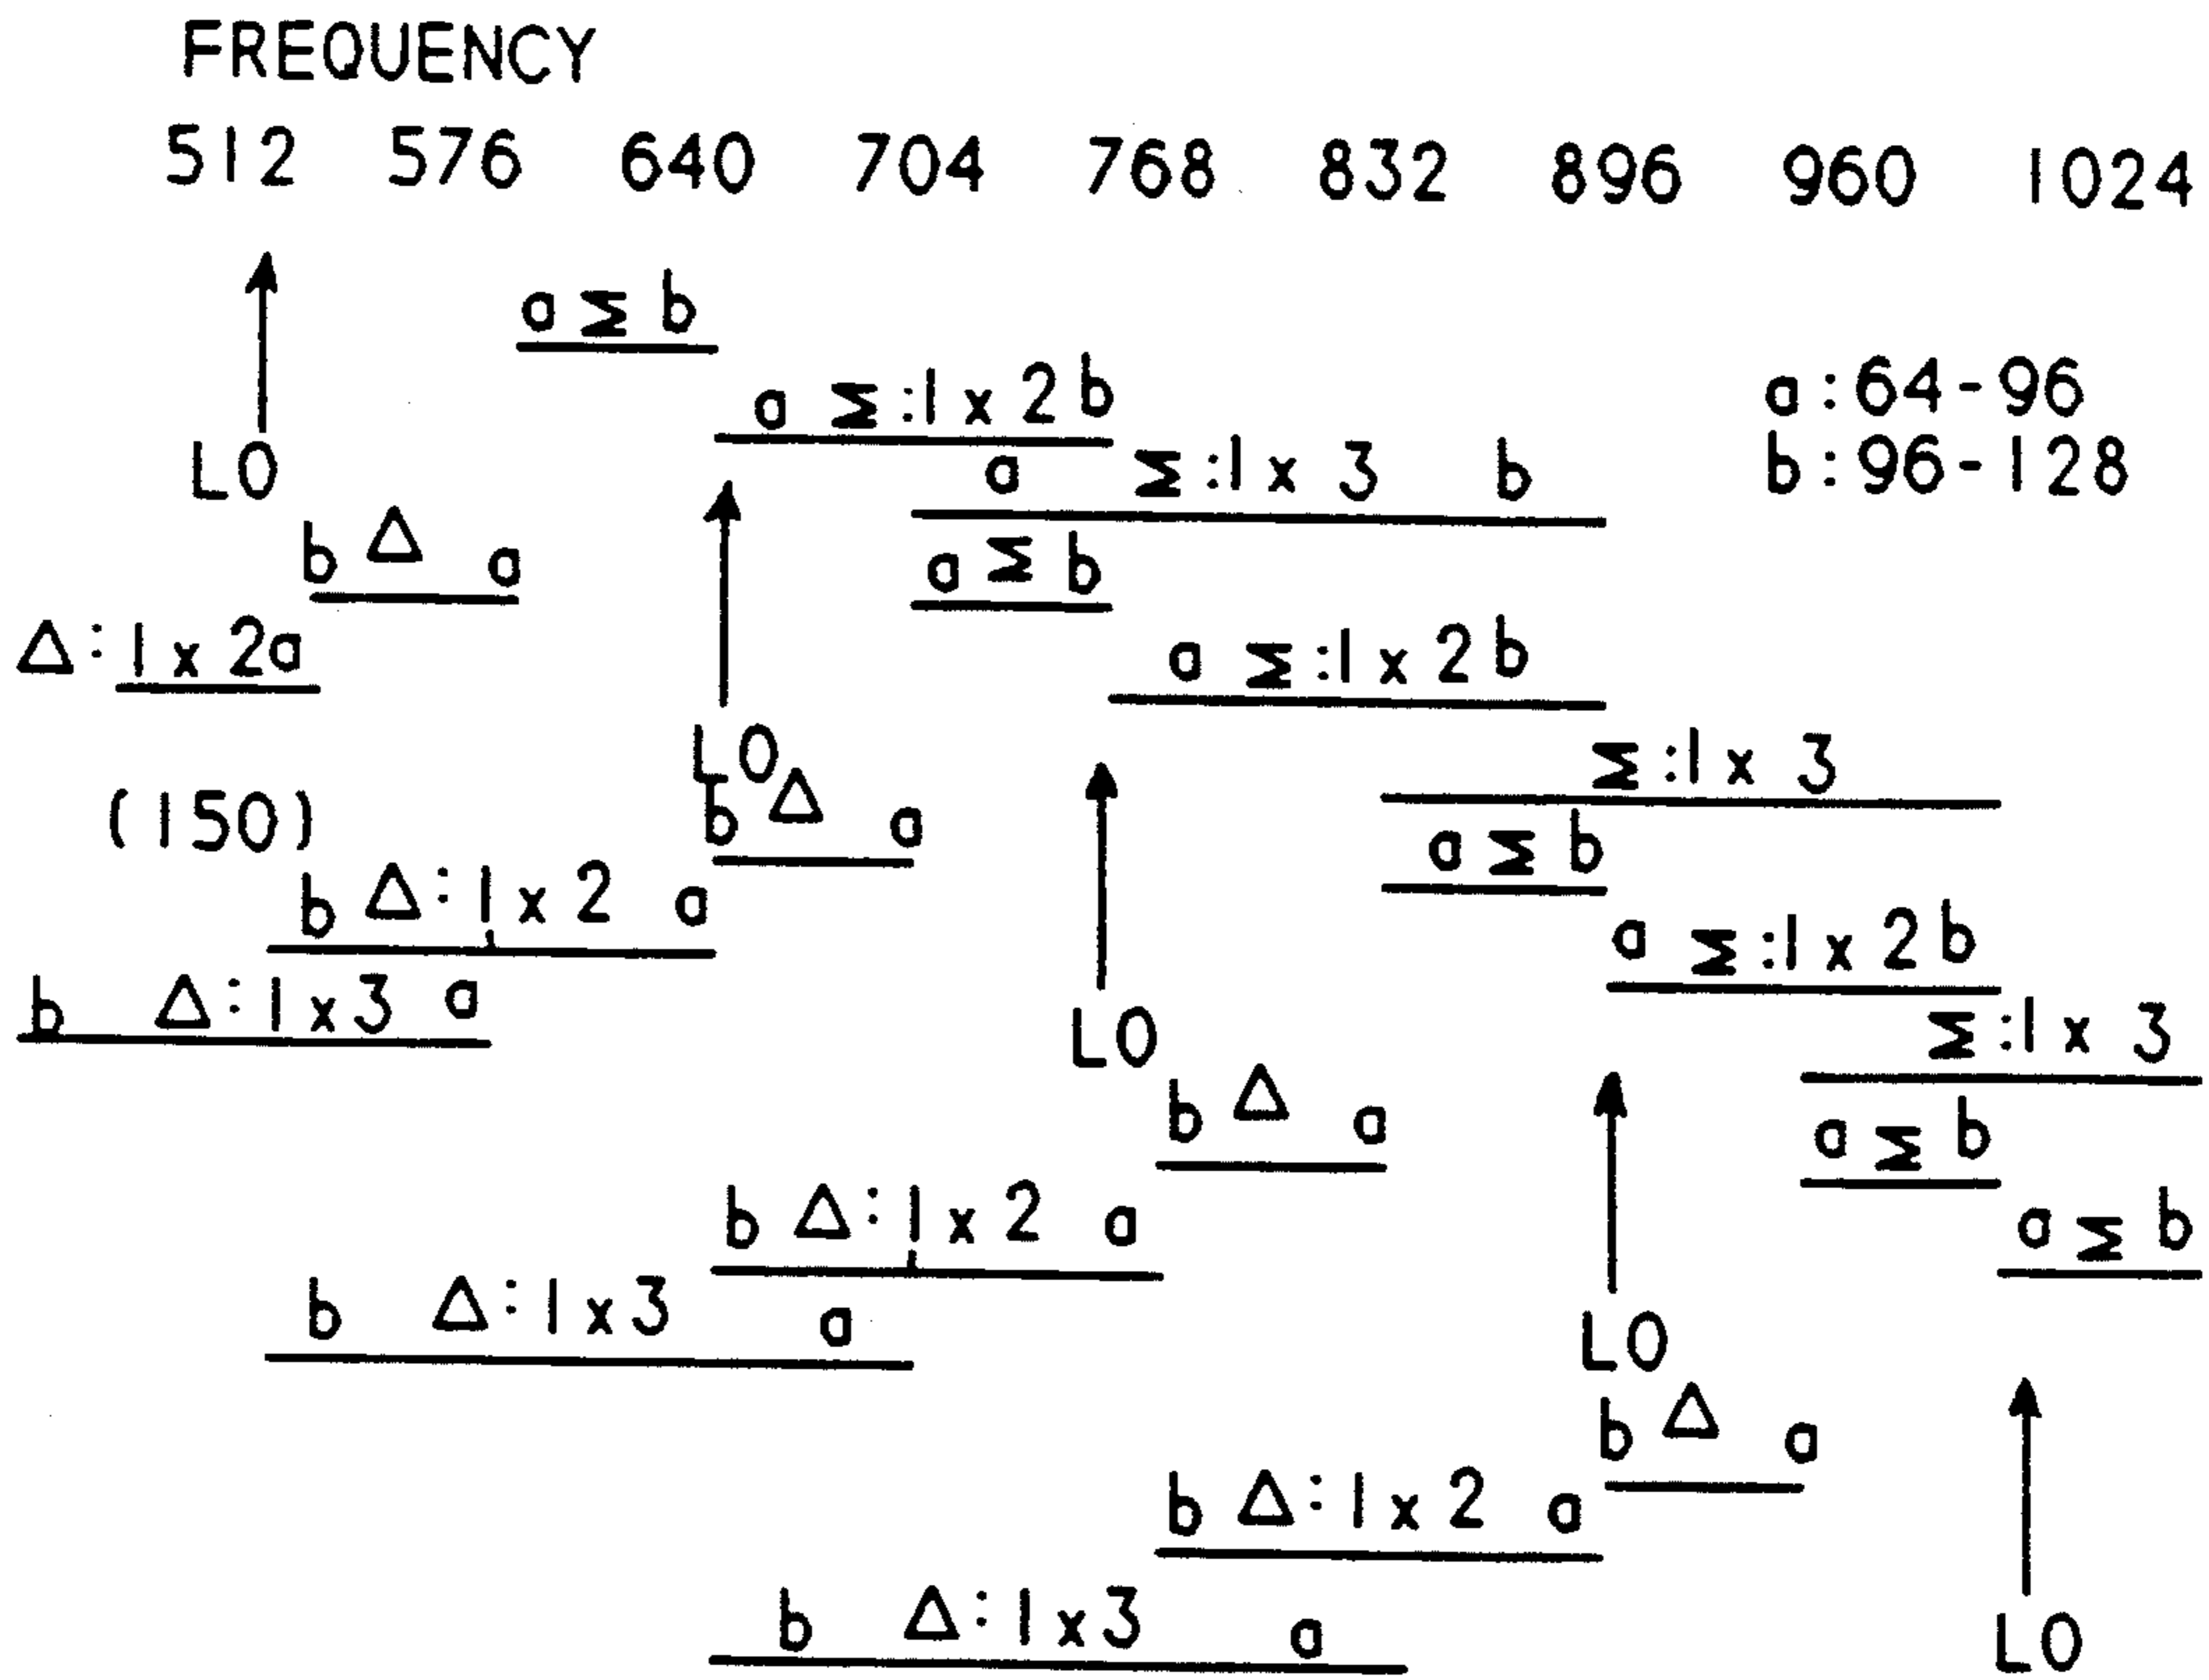 FREQUENCY
512 576 640 704 768 832 896 960 1024
a Σ b
a Σ:1 x 2 b
a:64-96
LO
a Σ:1 x 3 b
b:96-128
b Δ a
a Σ b
Δ:1 x 2a
a Σ:1 x 2 b
LO
Σ:1 x 3
(150)
b Δ a
a Σ b
b Δ:1 x 2 a
a Σ:1 x 2 b
b Δ:1 x 3 a
LO
Σ:1 x 3
b Δ a
a Σ b
b Δ:1 x 2 a
a Σ b
b Δ:1 x 3 a
LO
b Δ a
b Δ:1 x 2 a
b Δ:1 x 3 a
LO